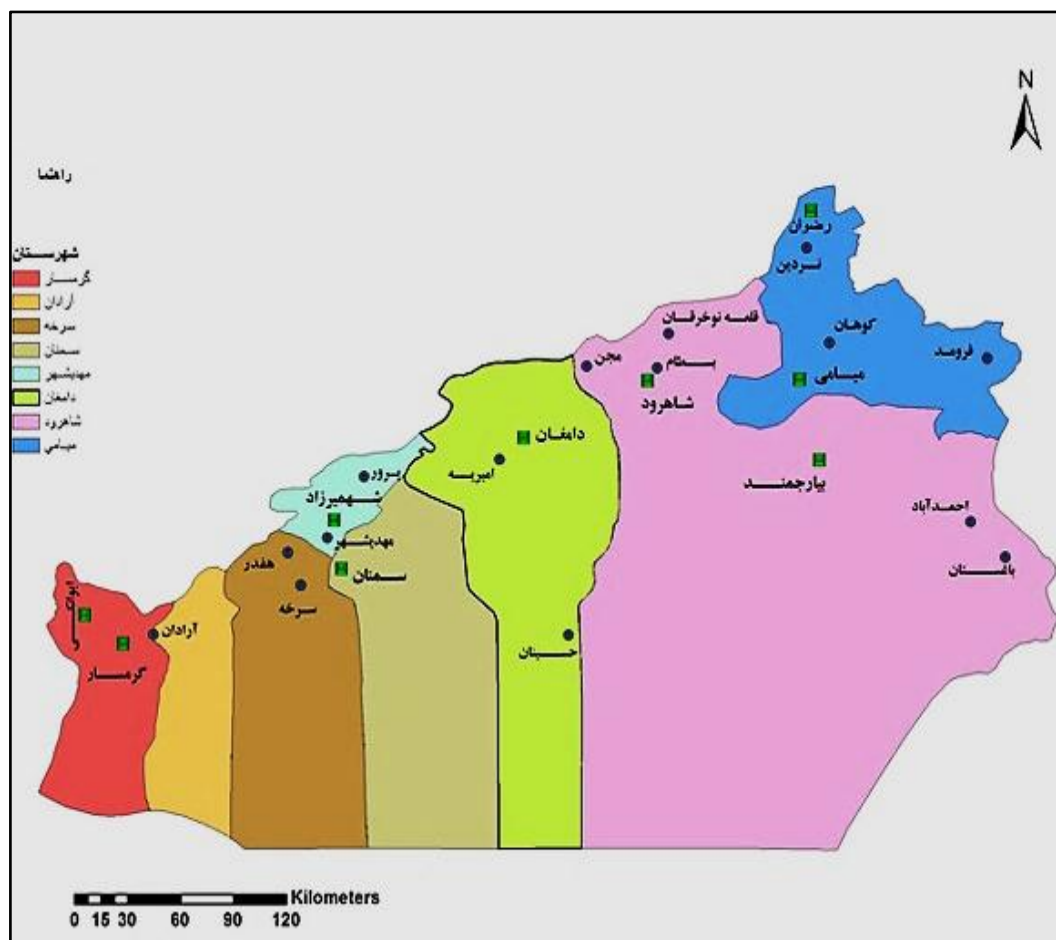 N
راهنما
شهرستان
گرمسار
آرادان
سرخه
سمنان
مهدیشهر
دامغان
شاهرود
میامی
رضوان
نردین
کوهان
فرومد
میامی
قلعه نوخرقان
مجن
بسطام
شاهرود
بیارجمند
احمدآباد
باغستان
دامغان
امیریه
حسینان
پرور
شهمیرزاد
مهدیشهر
سمنان
هفدر
سرخه
ایوانکی
آرادان
گرمسار
Kilometers
0 15 30 60 90 120